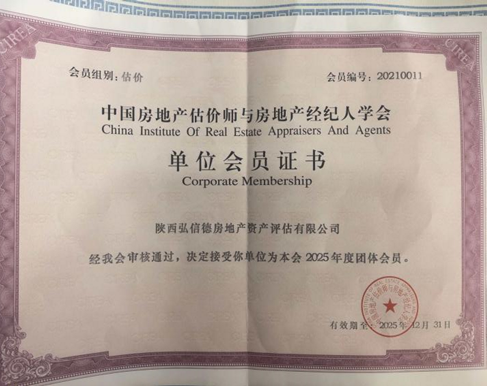 CIREA
CIREA
会员组别：估价
会员编号：20210011
中国房地产估价师与房地产经纪人学会
China Institute Of Real Estate Appraisers And Agents
单位会员证书
Corporate Membership
陕西弘信德房地产资产评估有限公司
经我会审核通过，决定接受你单位为本会2025年度团体会员。
有效期至：2025年12月31日